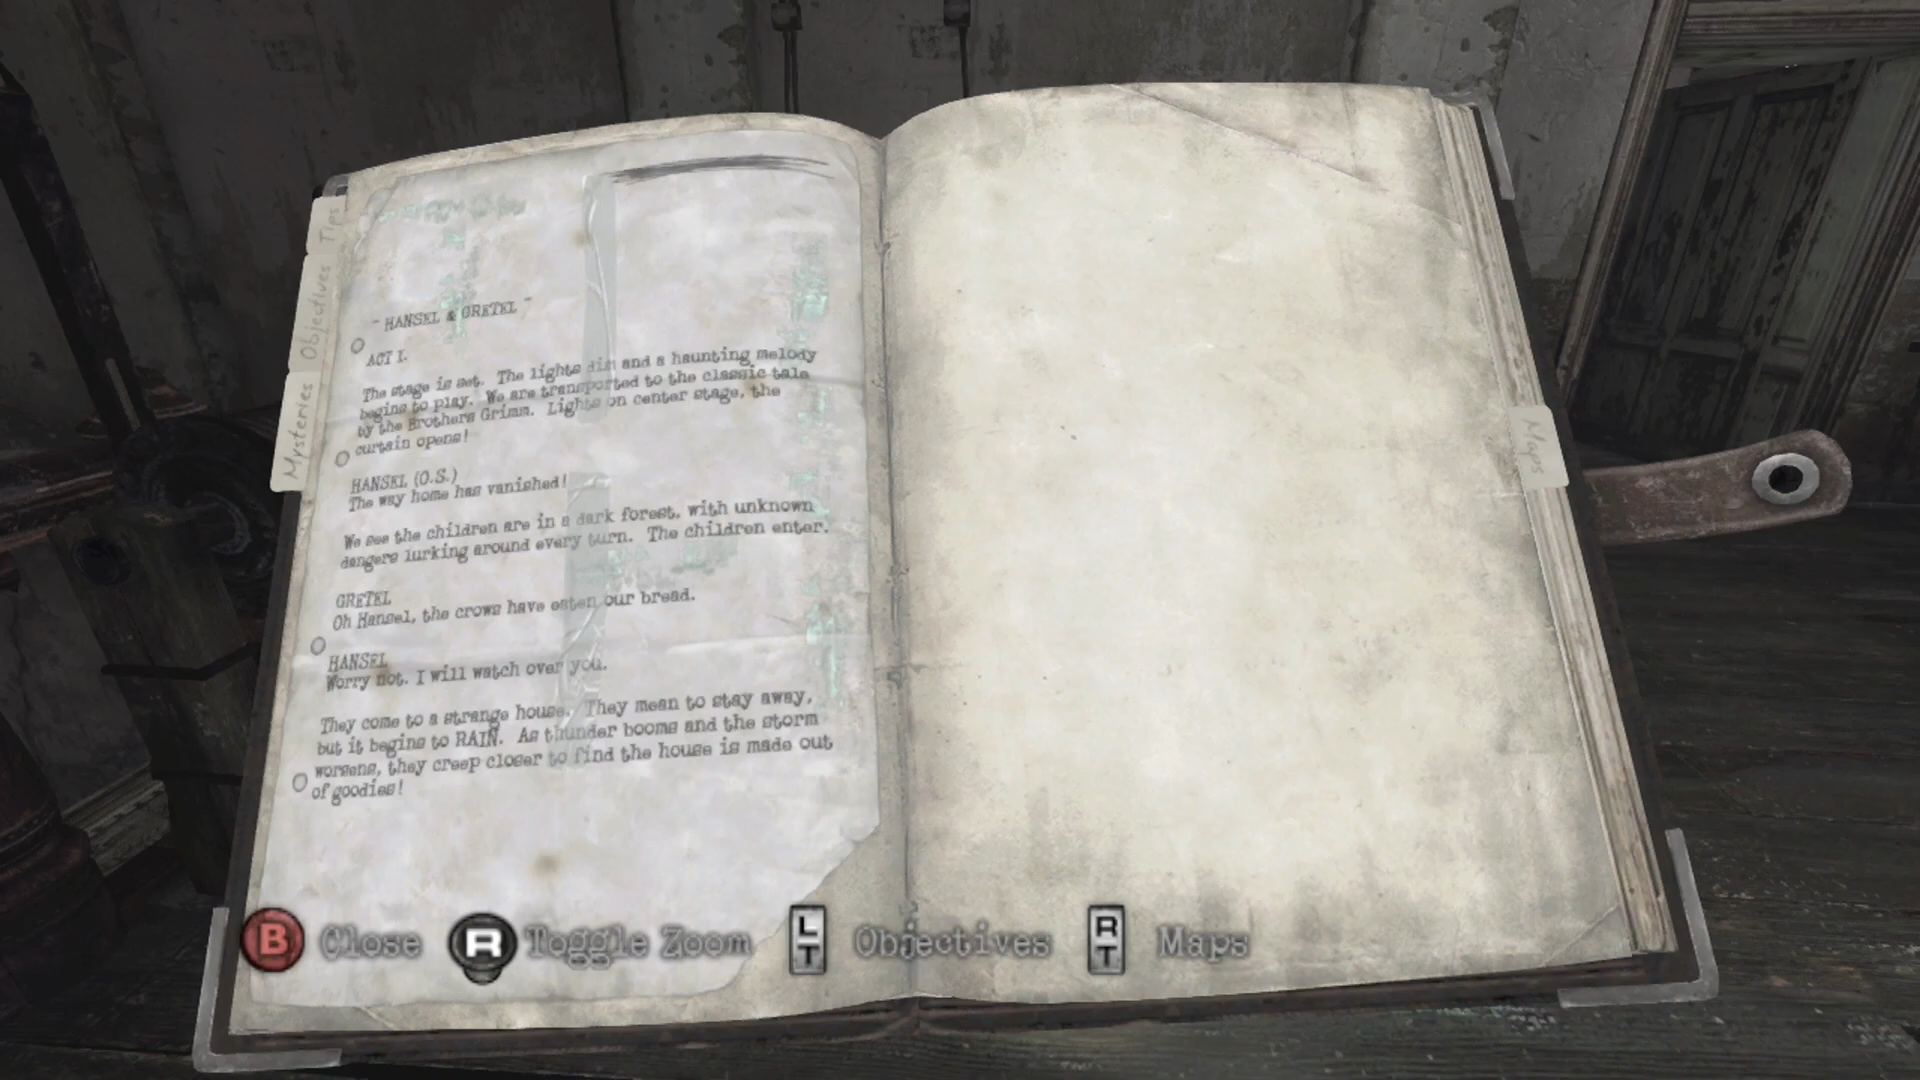 ~ HANSEL & GRETEL ~
ACT I.
The stage is set. The lights dim and a haunting melody
begins to play. We are transported to the classic tale
by the Brothers Grimm. Lights on center stage, the
curtain opens!
HANSEL (O.S.)
The way home has vanished!
We see the children are in a dark forest, with unknown
dangers lurking around every turn. The children enter.
GRETEL
Oh Hansel, the crows have eaten our bread.
HANSEL
Worry not. I will watch over you.
They come to a strange house. They mean to stay away,
but it begins to RAIN. As thunder booms and the storm
worsens, they creep closer to find the house is made out
of goodies!
Tips
Objectives
Mysteries
Maps
B Close R Toggle Zoom LT Objectives RT Maps